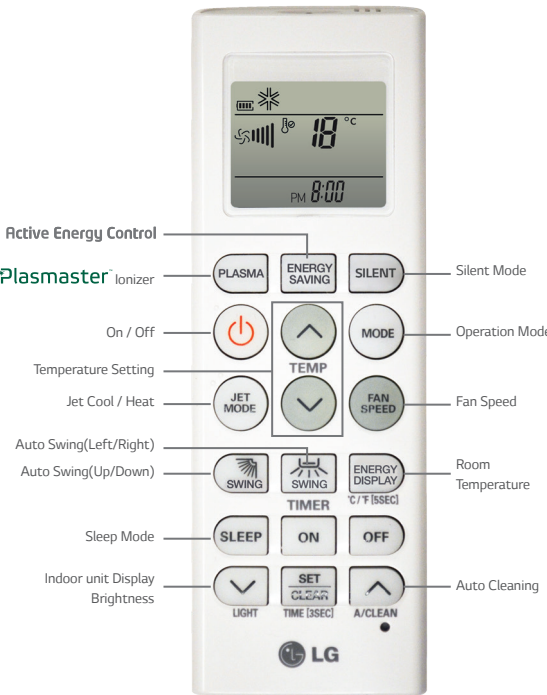 18 °C
PM 8:00
Active Energy Control
Plasmaster™ Ionizer
PLASMA
ENERGY
SAVING
SILENT
Silent Mode
On / Off
MODE
Operation Mode
TEMP
Temperature Setting
Jet Cool / Heat
JET
MODE
FAN
SPEED
Fan Speed
Auto Swing(Left/Right)
Auto Swing(Up/Down)
SWING
SWING
ENERGY
DISPLAY
Room
Temperature
TIMER
°C/°F [5SEC]
Sleep Mode
SLEEP
ON
OFF
Indoor unit Display
Brightness
SET
CLEAR
Auto Cleaning
LIGHT
TIME [3SEC]
A/CLEAN
LG
LG